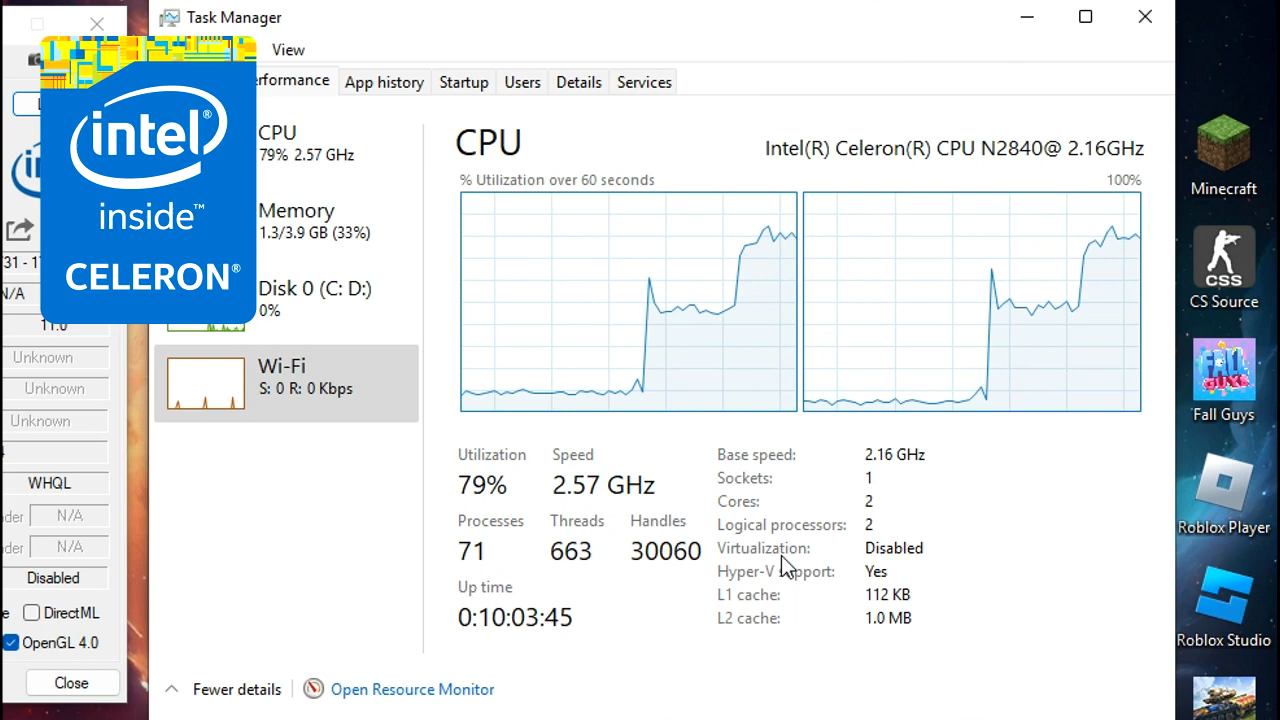 Task Manager
View
erformance
App history
Startup
Users
Details
Services
intel®
inside™
CELERON®
CPU
79% 2.57 GHz
Memory
1.3/3.9 GB (33%)
Disk 0 (C: D:)
0%
Wi-Fi
S: 0 R: 0 Kbps
CPU
Intel(R) Celeron(R) CPU N2840@ 2.16GHz
% Utilization over 60 seconds
100%
Utilization
79%
Speed
2.57 GHz
Processes
71
Threads
663
Handles
30060
Up time
0:10:03:45
Base speed: 2.16 GHz
Sockets: 1
Cores: 2
Logical processors: 2
Virtualization: Disabled
Hyper-V support: Yes
L1 cache: 112 KB
L2 cache: 1.0 MB
Fewer details
Open Resource Monitor
N/A
11.0
Unknown
Unknown
Unknown
WHQL
N/A
N/A
Disabled
DirectML
OpenGL 4.0
Close
Minecraft
CSS
CS Source
FALL GUYS
Fall Guys
Roblox Player
Roblox Studio